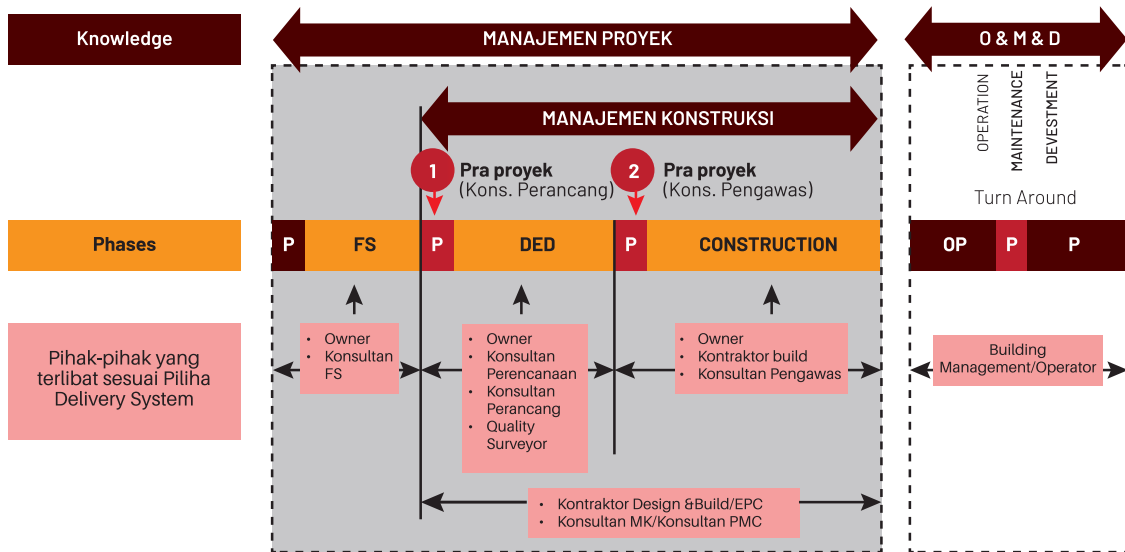 Knowledge
MANAJEMEN PROYEK
O & M & D
OPERATION
MAINTENANCE
DEVESTMENT
MANAJEMEN KONSTRUKSI
1
Pra proyek
(Kons. Perancang)
2
Pra proyek
(Kons. Pengawas)
Turn Around
Phases
P
FS
P
DED
P
CONSTRUCTION
OP
P
P
Pihak-pihak yang
terlibat sesuai Piliha
Delivery System
• Owner
• Konsultan
FS
• Owner
• Konsultan
Perencanaan
• Konsultan
Perancang
• Quality
Surveyor
• Owner
• Kontraktor build
• Konsultan Pengawas
Building
Management/Operator
• Kontraktor Design &Build/EPC
• Konsultan MK/Konsultan PMC